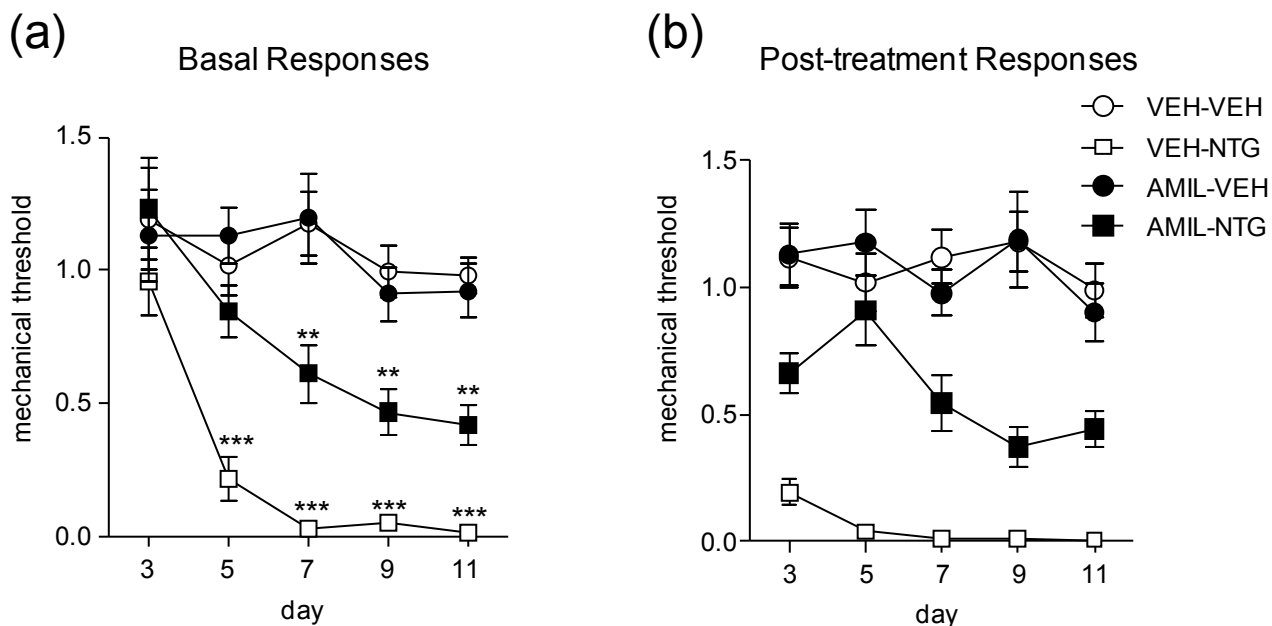 (a)
Basal Responses
mechanical threshold
1.5
1.0
0.5
0.0
**
**
**
***
***
***
***
3 5 7 9 11
day
(b)
Post-treatment Responses
VEH-VEH
VEH-NTG
AMIL-VEH
AMIL-NTG
mechanical threshold
1.5
1.0
0.5
0.0
3 5 7 9 11
day